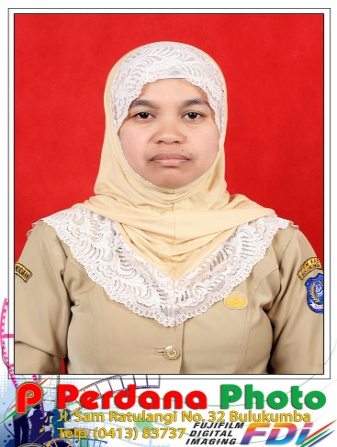 P Perdana Photo
Jl. Sam Ratulangi No. 32 Bulukumba
Telp. (0413) 83737
FUJIFILM
DIGITAL
IMAGING
FDi